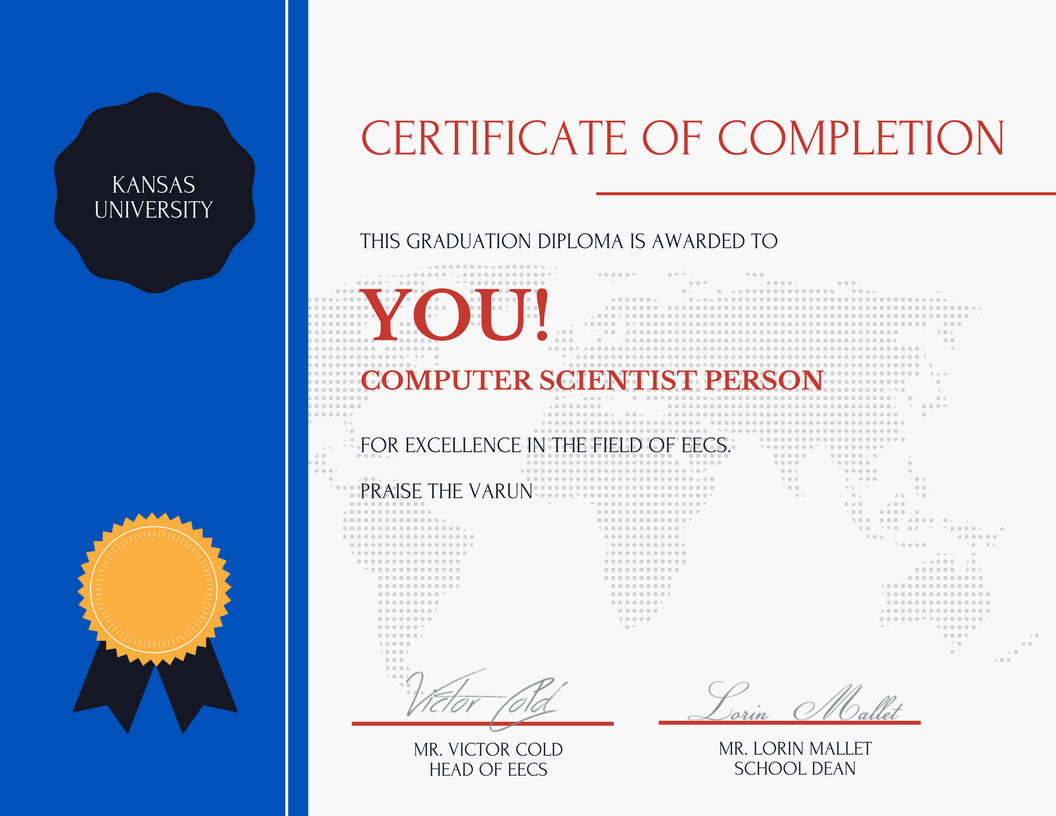 KANSAS
UNIVERSITY
CERTIFICATE OF COMPLETION
THIS GRADUATION DIPLOMA IS AWARDED TO
YOU!
COMPUTER SCIENTIST PERSON
FOR EXCELLENCE IN THE FIELD OF EECS.
PRAISE THE VARUN
Victor Cold
MR. VICTOR COLD
HEAD OF EECS
Lorin Mallet
MR. LORIN MALLET
SCHOOL DEAN